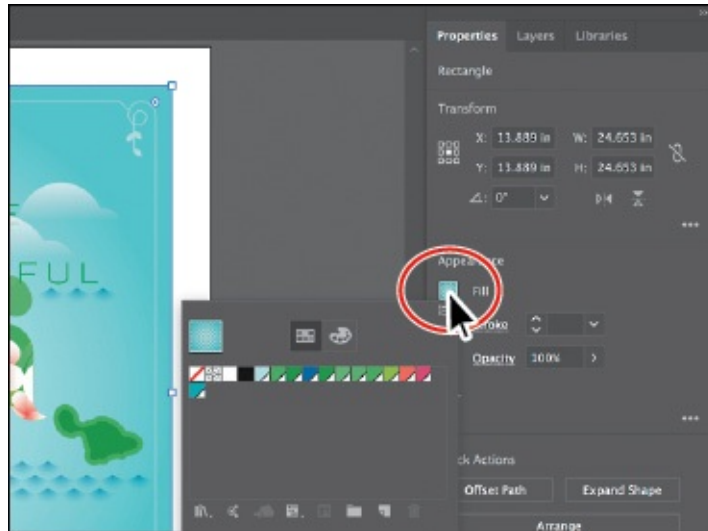 Properties Layers Libraries
Rectangle
Transform
X: 13.889 in W: 24.653 in
Y: 13.889 in H: 24.653 in
0°
FUL
Fill
Stroke
Opacity 100%
Offset Path Expand Shape
Arrange